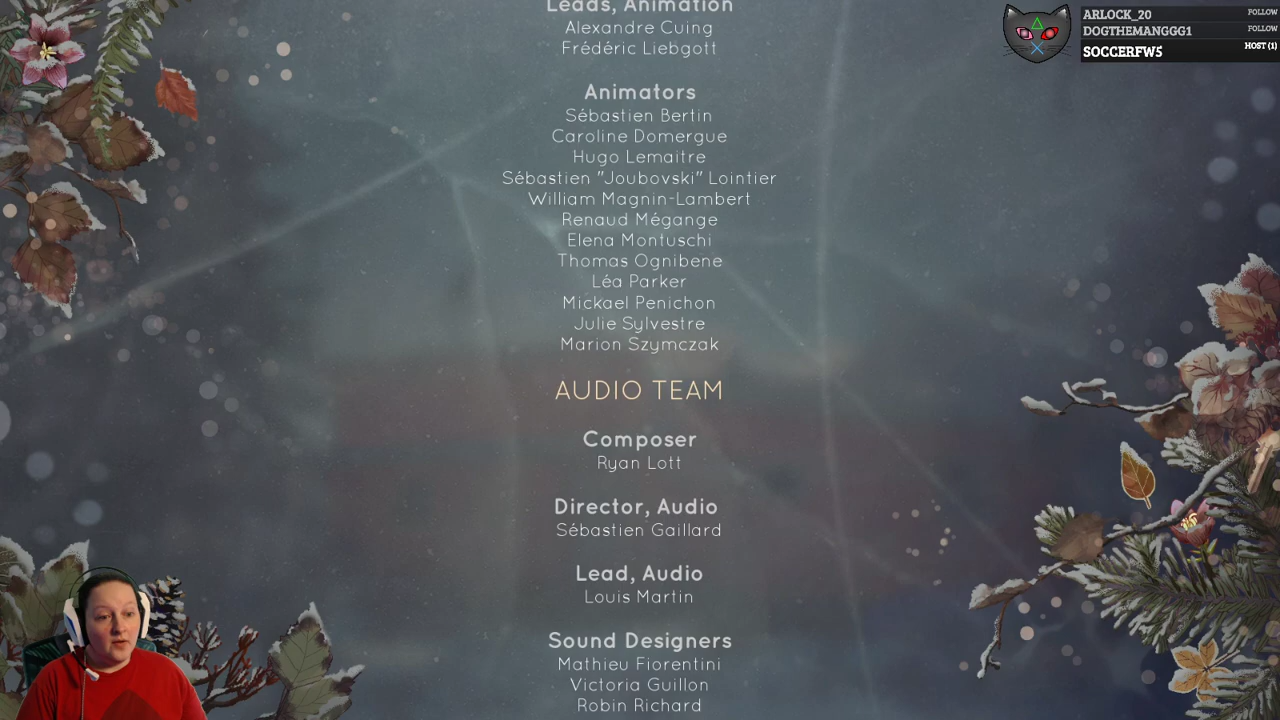 Leads, Animation
Alexandre Cuing
Frédéric Liebgott
Animators
Sébastien Bertin
Caroline Domergue
Hugo Lemaitre
Sébastien "Joubovski" Lointier
William Magnin-Lambert
Renaud Mégange
Elena Montuschi
Thomas Ognibene
Léa Parker
Mickael Penichon
Julie Sylvestre
Marion Szymczak
AUDIO TEAM
Composer
Ryan Lott
Director, Audio
Sébastien Gaillard
Lead, Audio
Louis Martin
Sound Designers
Mathieu Fiorentini
Victoria Guillon
Robin Richard
ARLOCK_20 FOLLOW
DOGTHEMANGGG1 FOLLOW
SOCCERFW5 HOST (1)